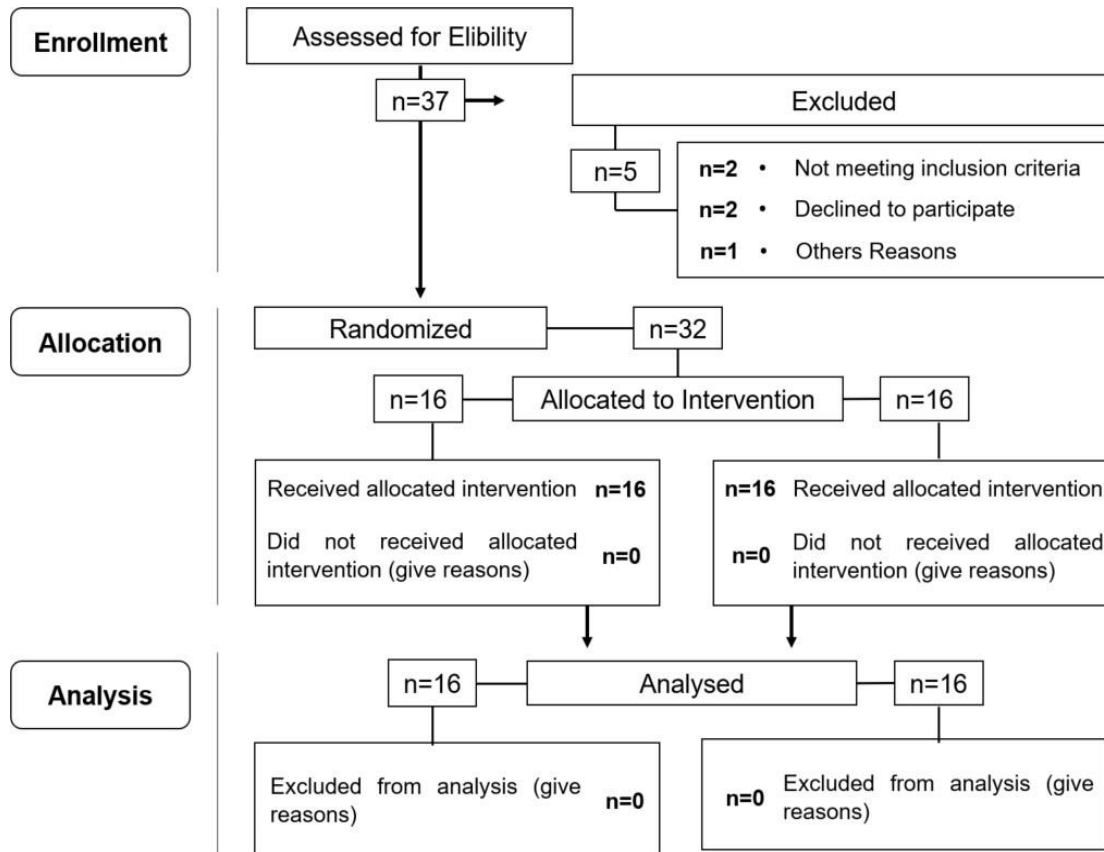 Enrollment
Assessed for Elibility
n=37
Excluded
n=5
n=2 • Not meeting inclusion criteria
n=2 • Declined to participate
n=1 • Others Reasons
Allocation
Randomized
n=32
n=16
Allocated to Intervention
n=16
Received allocated intervention n=16
Did not received allocated
intervention (give reasons) n=0
n=16 Received allocated intervention
n=0 Did not received allocated
intervention (give reasons)
Analysis
n=16
Analysed
n=16
Excluded from analysis (give
reasons) n=0
n=0 Excluded from analysis (give
reasons)